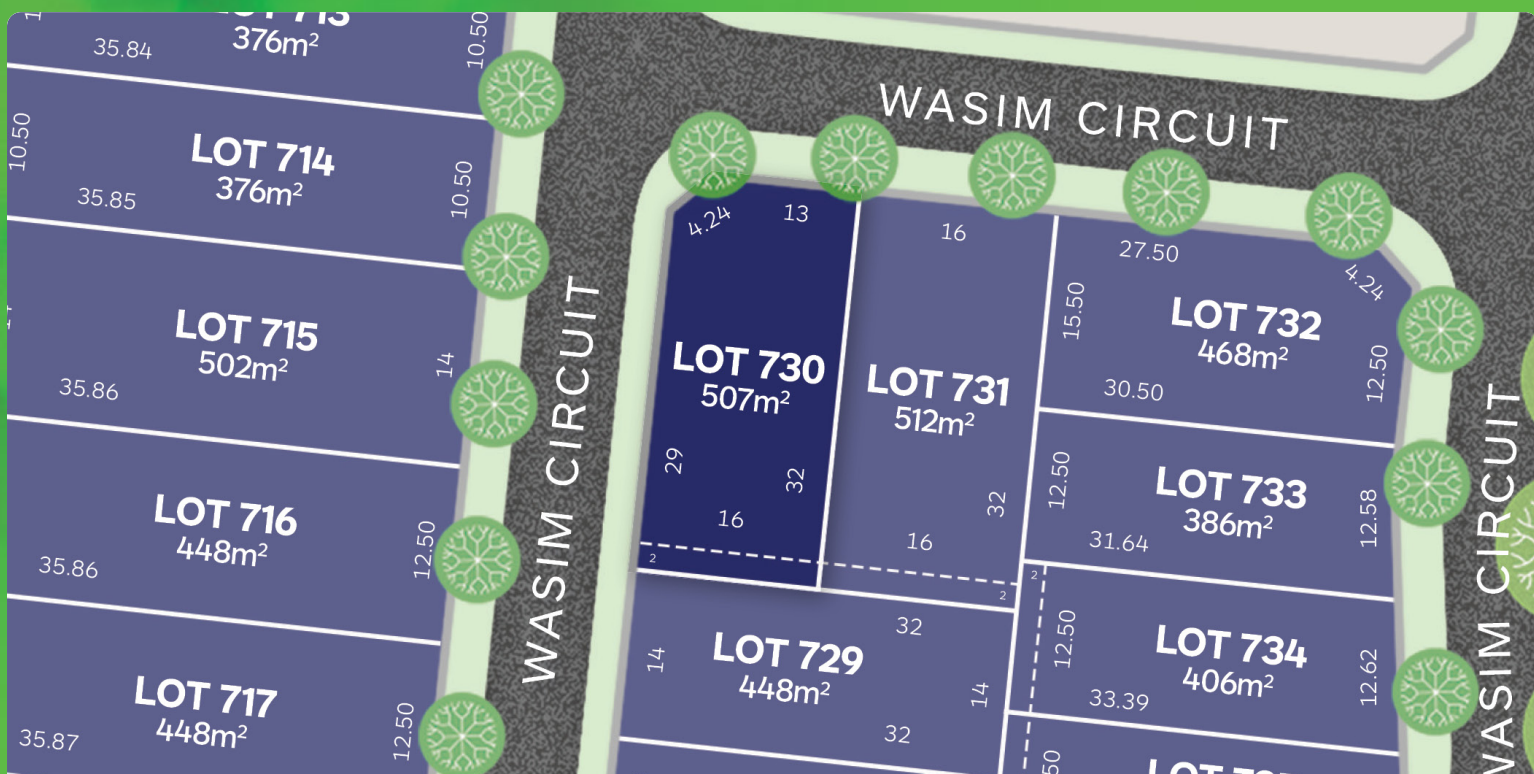 35.84
376m²
10.50
10.50
LOT 714
376m²
35.85
10.50
LOT 715
502m²
35.86
14
LOT 716
448m²
35.86
12.50
LOT 717
448m²
35.87
12.50
WASIM CIRCUIT
WASIM CIRCUIT
4.24
13
LOT 730
507m²
29
32
16
2
16
LOT 731
512m²
32
16
2
27.50
4.24
15.50
LOT 732
468m²
30.50
12.50
12.50
LOT 733
386m²
31.64
12.58
2
12.50
LOT 734
406m²
33.39
12.62
32
LOT 729
448m²
14
14
32
WASIM CIRCUIT